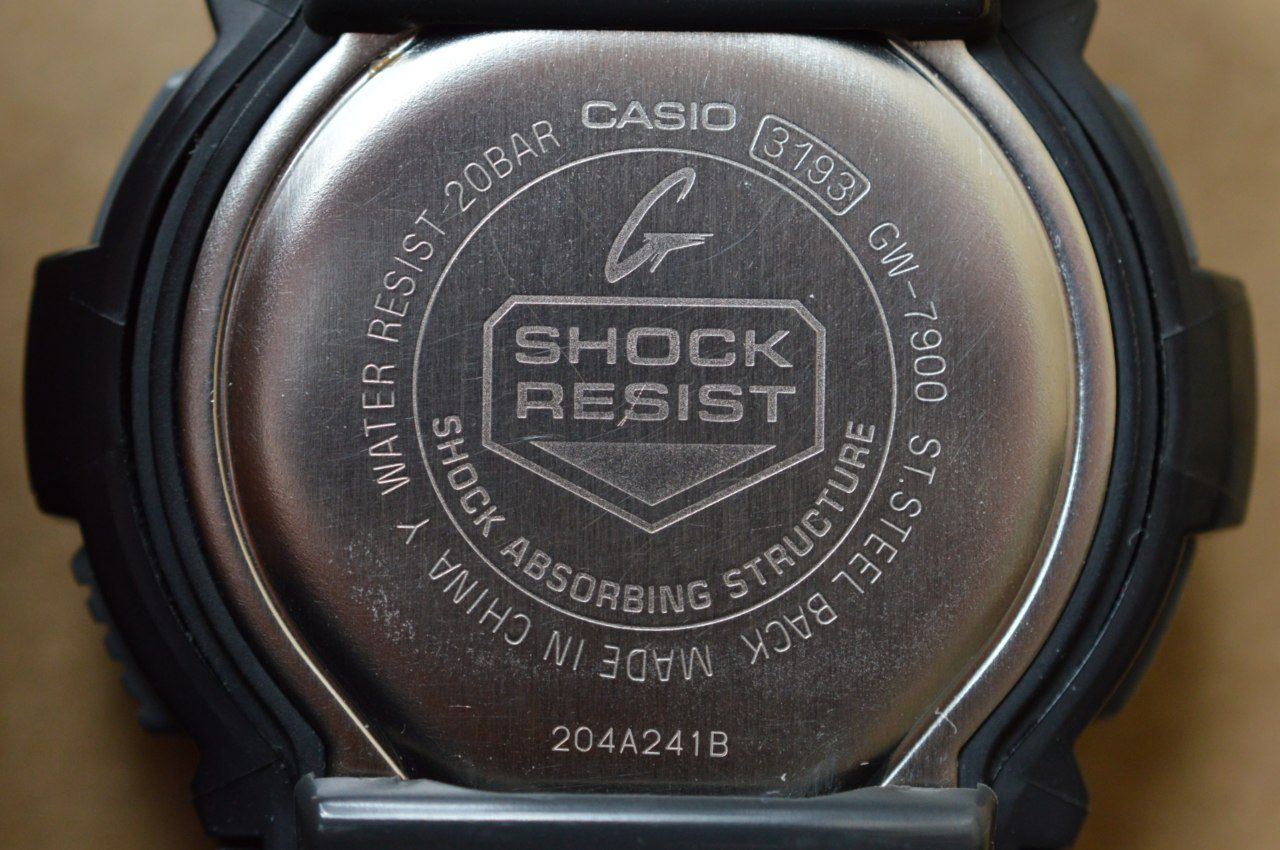 CASIO
3193
GW-7900 ST.STEEL BACK MADE IN CHINA Y WATER RESIST 20BAR
G
SHOCK
RESIST
SHOCK ABSORBING STRUCTURE
204A241B